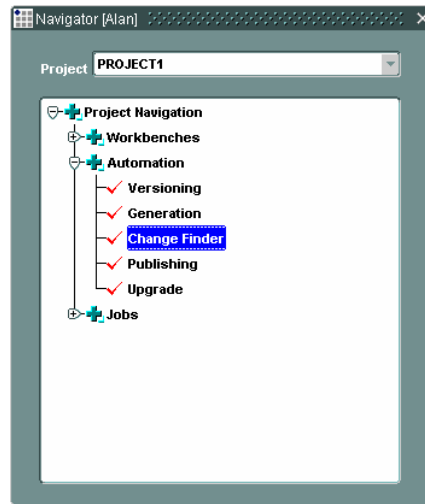 Navigator [Alan]
Project PROJECT1
Project Navigation
Workbenches
Automation
Versioning
Generation
Change Finder
Publishing
Upgrade
Jobs